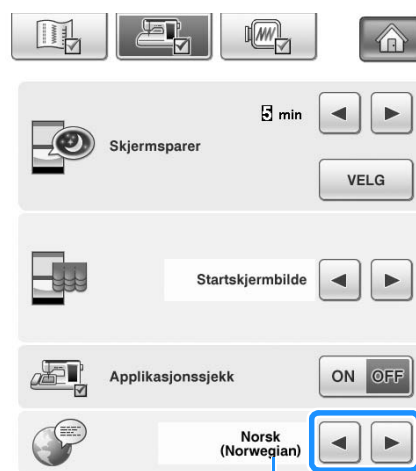 5 min
Skjermsparer
VELG
Startskjermbilde
Applikasjonssjekk
ON OFF
Norsk
(Norwegian)